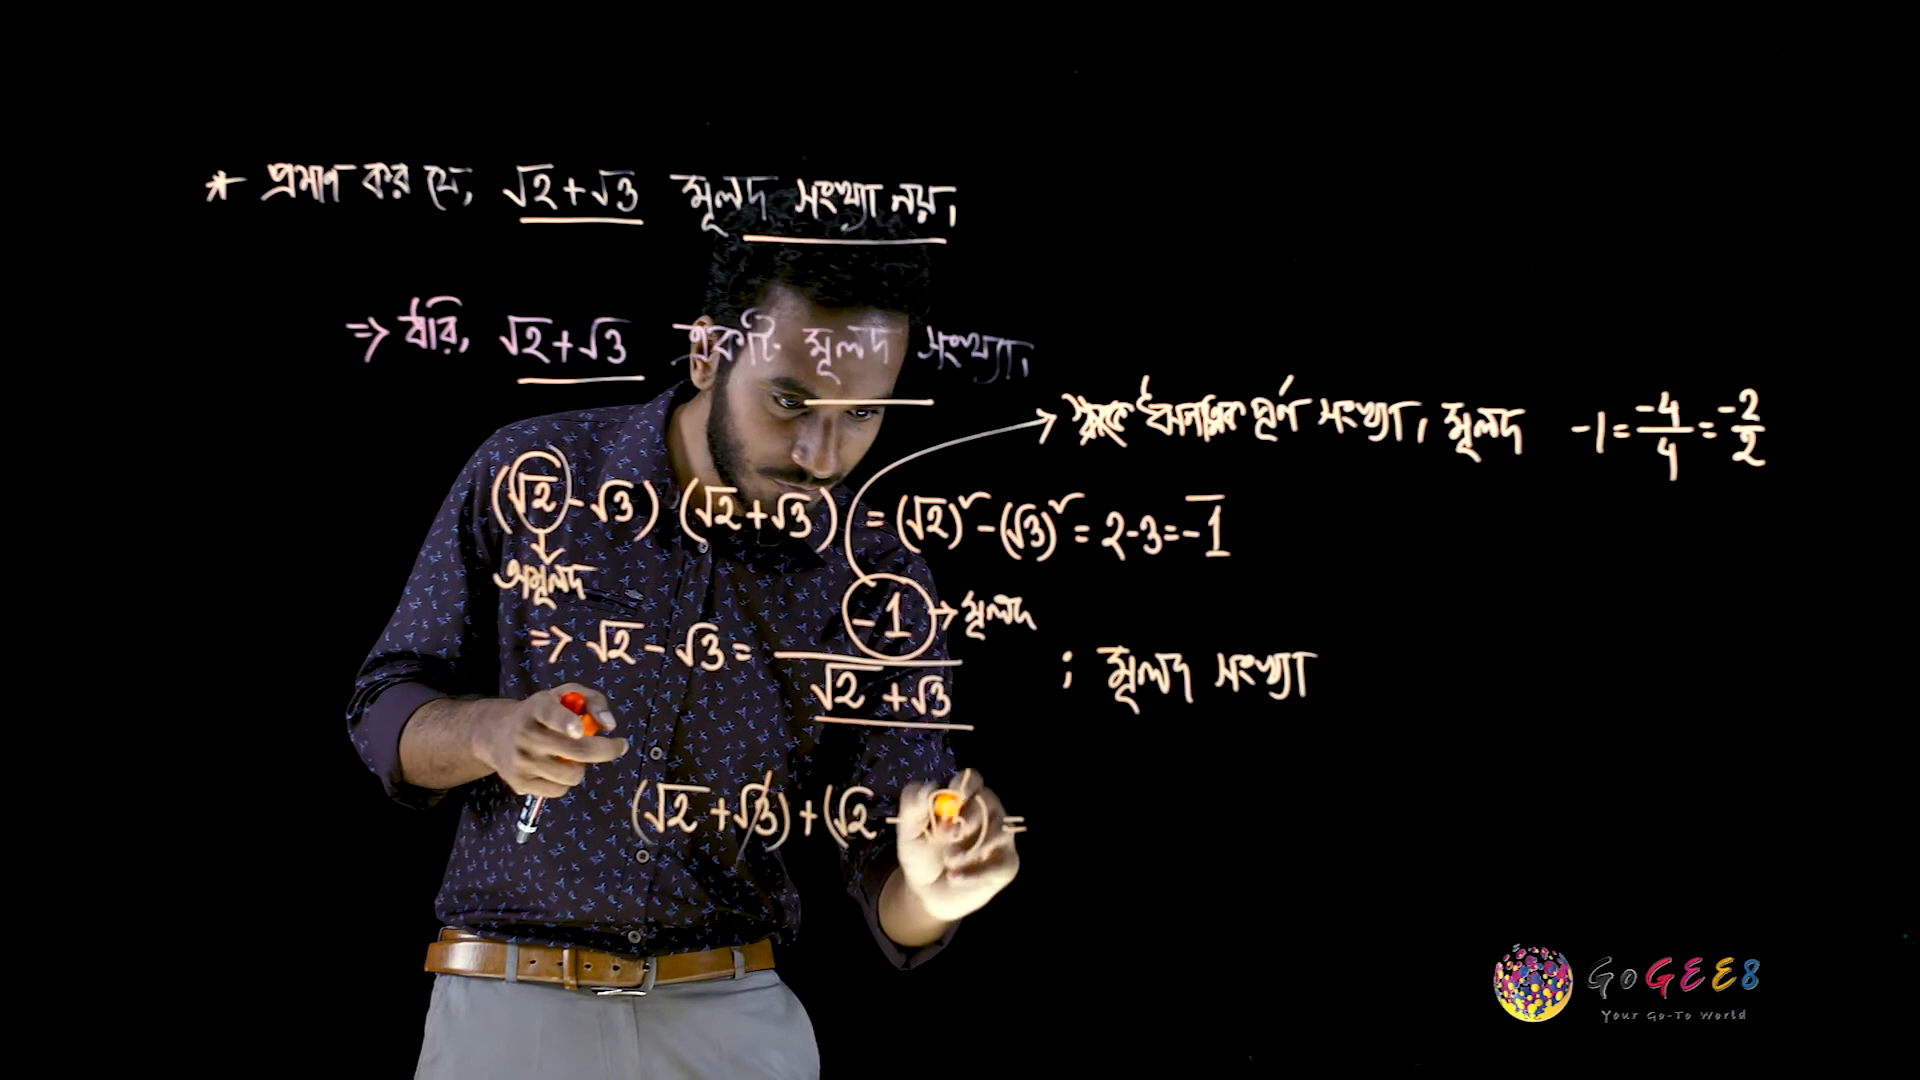 * প্রমাণ কর যে, √2+√3 মূলদ সংখ্যা নয়।
=> ধরি, √2+√3 একটি মূলদ সংখ্যা।
→ ঋণাত্মক পূর্ণ সংখ্যা। মূলদ -1 = -4/4 = -2/2
(√2-√3) (√2+√3) = (√2)² - (√3)² = 2-3 = -1
↓
অমূলদ
=> √2 - √3 = -1/(√2+√3) ; মূলদ সংখ্যা
→ মূলদ
(√2+√3)+(√2 - ) =
GoGEE8
Your Go-To World